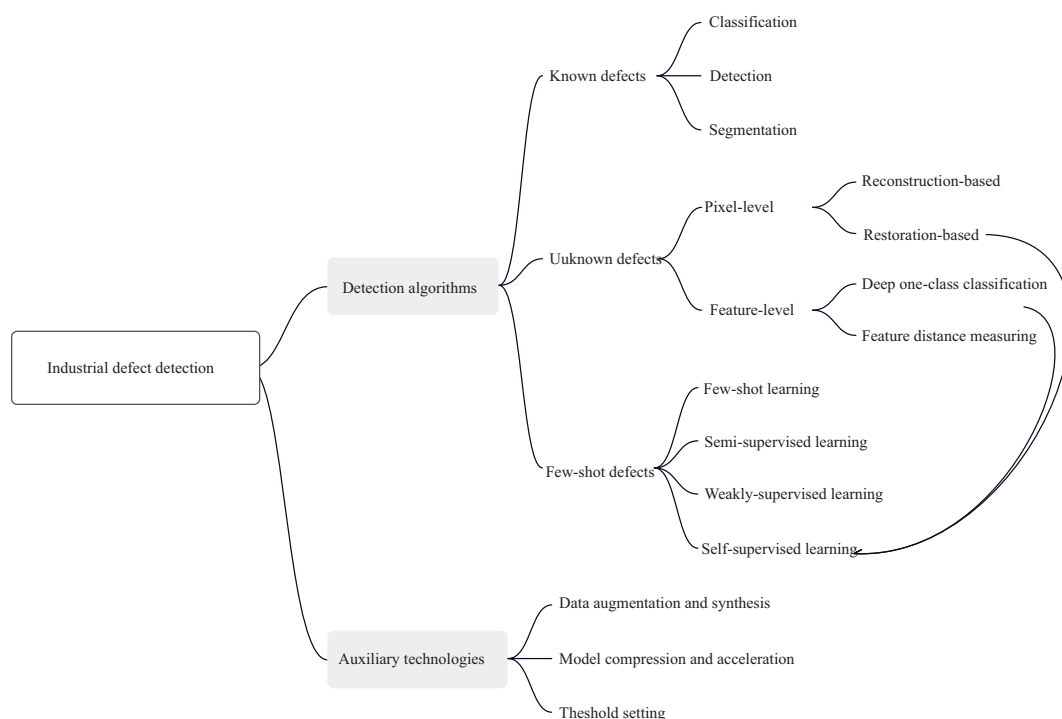 Industrial defect detection
Detection algorithms
Known defects
Classification
Detection
Segmentation
Uuknown defects
Pixel-level
Reconstruction-based
Restoration-based
Feature-level
Deep one-class classification
Feature distance measuring
Few-shot defects
Few-shot learning
Semi-supervised learning
Weakly-supervised learning
Self-supervised learning
Auxiliary technologies
Data augmentation and synthesis
Model compression and acceleration
Theshold setting